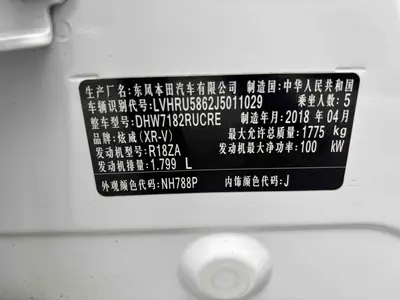 生产厂名:东风本田汽车有限公司 制造国:中华人民共和国
车辆识别代号:LVHRU5862J5011029 乘坐人数:5
整车型号:DHW7182RUCRE 制造年月:2018 年 04月
品牌:炫威(XR-V) 最大允许总质量:1775 kg
发动机型号:R18ZA 发动机最大净功率:100 kW
发动机排量:1.799 L
外观颜色代码:NH788P 内饰颜色代码:J